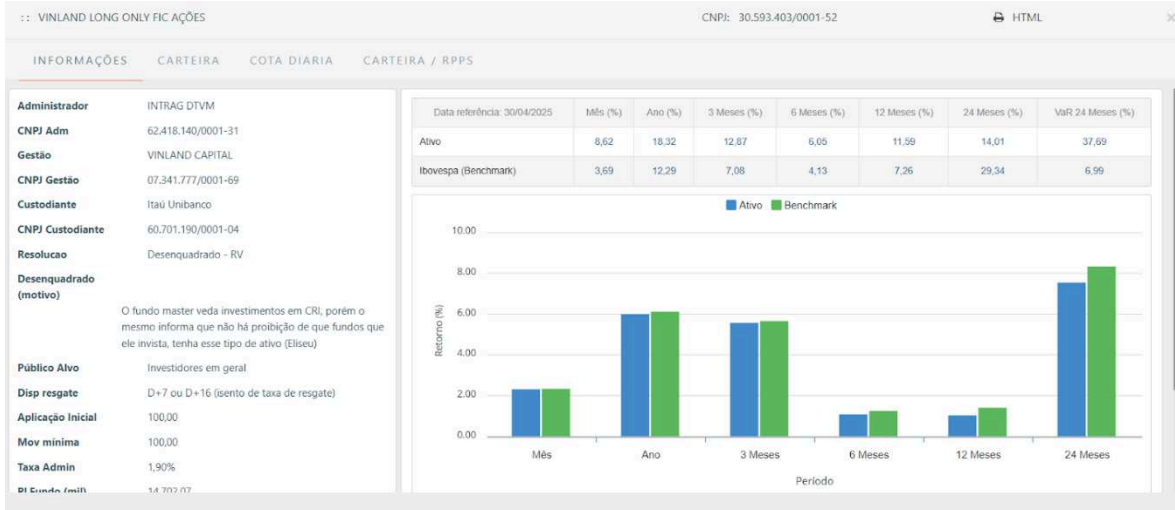 :: VINLAND LONG ONLY FIC AÇÕES CNPJ: 30.593.403/0001-52 HTML ×
INFORMAÇÕES CARTEIRA COTA DIARIA CARTEIRA / RPPS
Administrador INTRAG DTVM
CNPJ Adm 62.418.140/0001-31
Gestão VINLAND CAPITAL
CNPJ Gestão 07.341.777/0001-69
Custodiante Itaú Unibanco
CNPJ Custodiante 60.701.190/0001-04
Resolucao Desenquadrado - RV
Desenquadrado
(motivo)
O fundo master veda investimentos em CRI, porém o
mesmo informa que não há proibição de que fundos que
ele invista, tenha esse tipo de ativo (Eliseu)
Público Alvo Investidores em geral
Disp resgate D+7 ou D+16 (isento de taxa de resgate)
Aplicação Inicial 100,00
Mov mínima 100,00
Taxa Admin 1,90%
Pl Fundo (mil) 14.702,07
Data referência: 30/04/2025 Mês (%) Ano (%) 3 Meses (%) 6 Meses (%) 12 Meses (%) 24 Meses (%) VaR 24 Meses (%)
Ativo 8,62 18,32 12,87 6,05 11,59 14,01 37,69
Ibovespa (Benchmark) 3,69 12,29 7,08 4,13 7,26 29,34 6,99
Ativo Benchmark
Retorno (%)
10.00
8.00
6.00
4.00
2.00
0.00
Mês Ano 3 Meses 6 Meses 12 Meses 24 Meses
Período